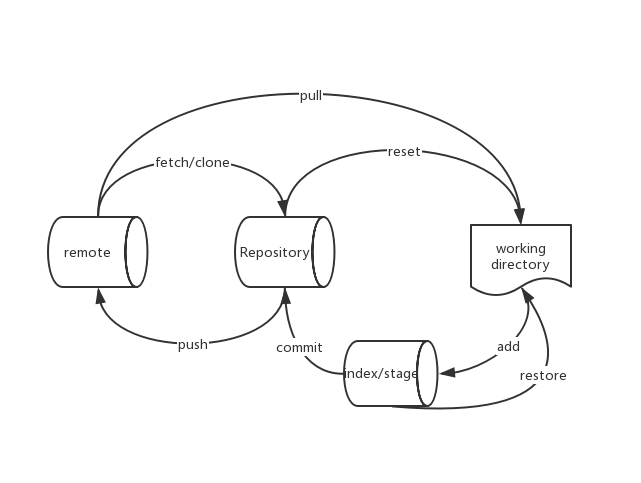 pull
fetch/clone
reset
remote
Repository
working
directory
push
commit
index/stage
add
restore